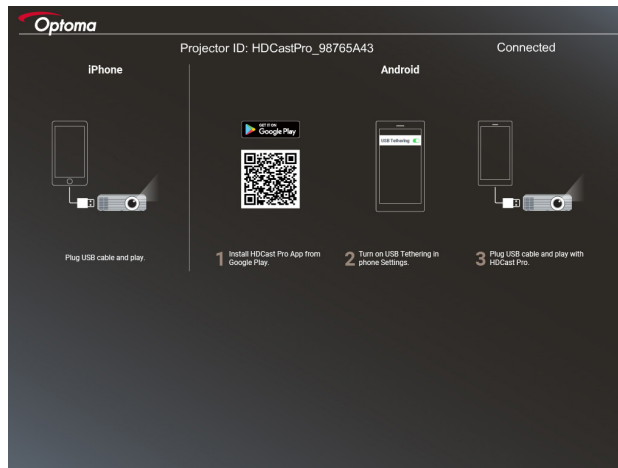 Optoma
Projector ID: HDCastPro_98765A43
Connected
iPhone
Android
GET IT ON
Google Play
USB Tethering
Plug USB cable and play.
1 Install HDCast Pro App from
Google Play.
2 Turn on USB Tethering in
phone Settings.
3 Plug USB cable and play with
HDCast Pro.